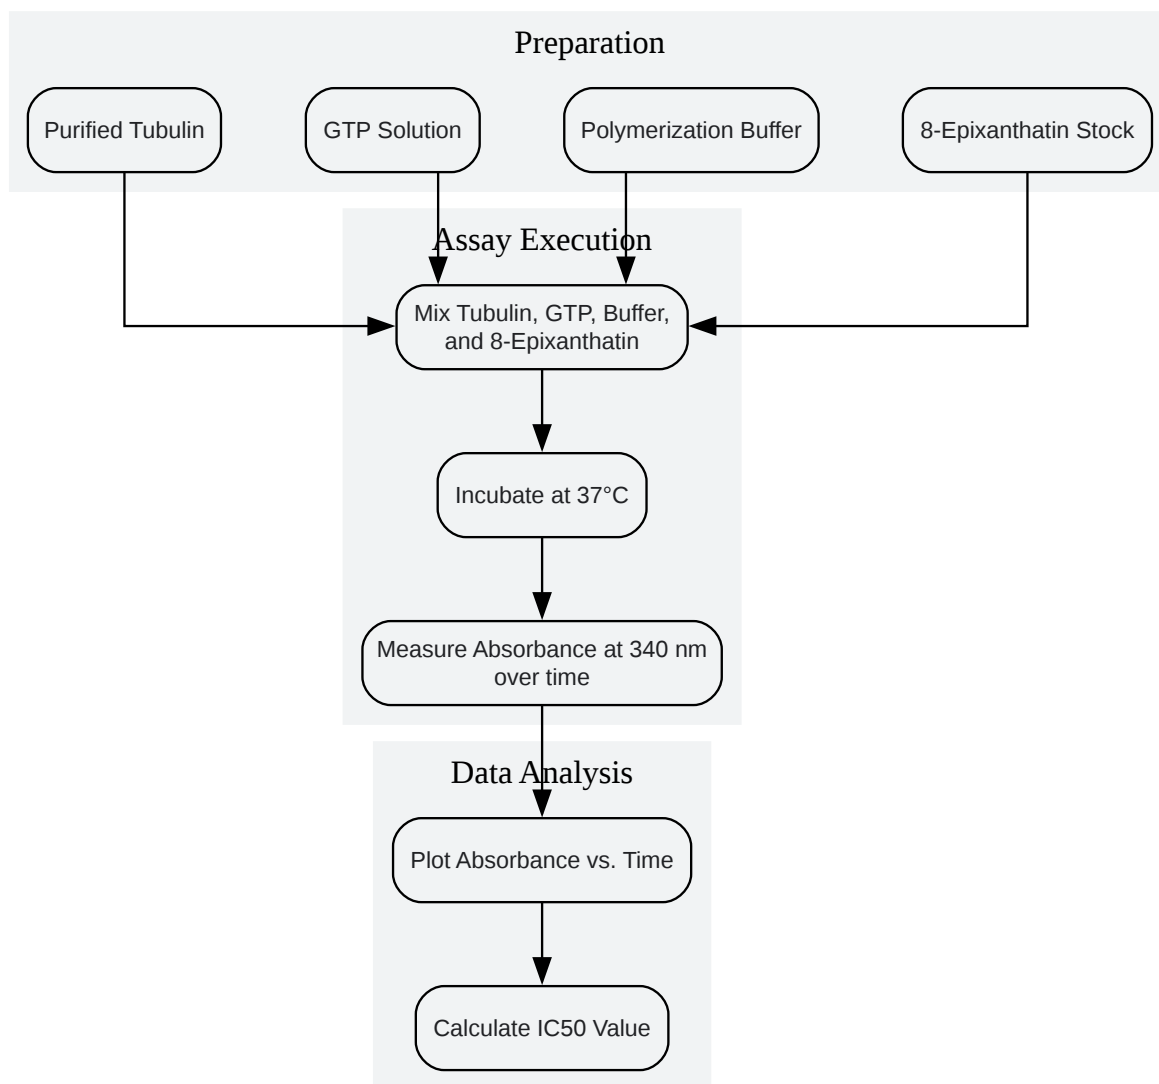 Preparation
Purified Tubulin
GTP Solution
Polymerization Buffer
8-Epixanthatin Stock
Assay Execution
Mix Tubulin, GTP, Buffer,
and 8-Epixanthatin
Incubate at 37°C
Measure Absorbance at 340 nm
over time
Data Analysis
Plot Absorbance vs. Time
Calculate IC50 Value